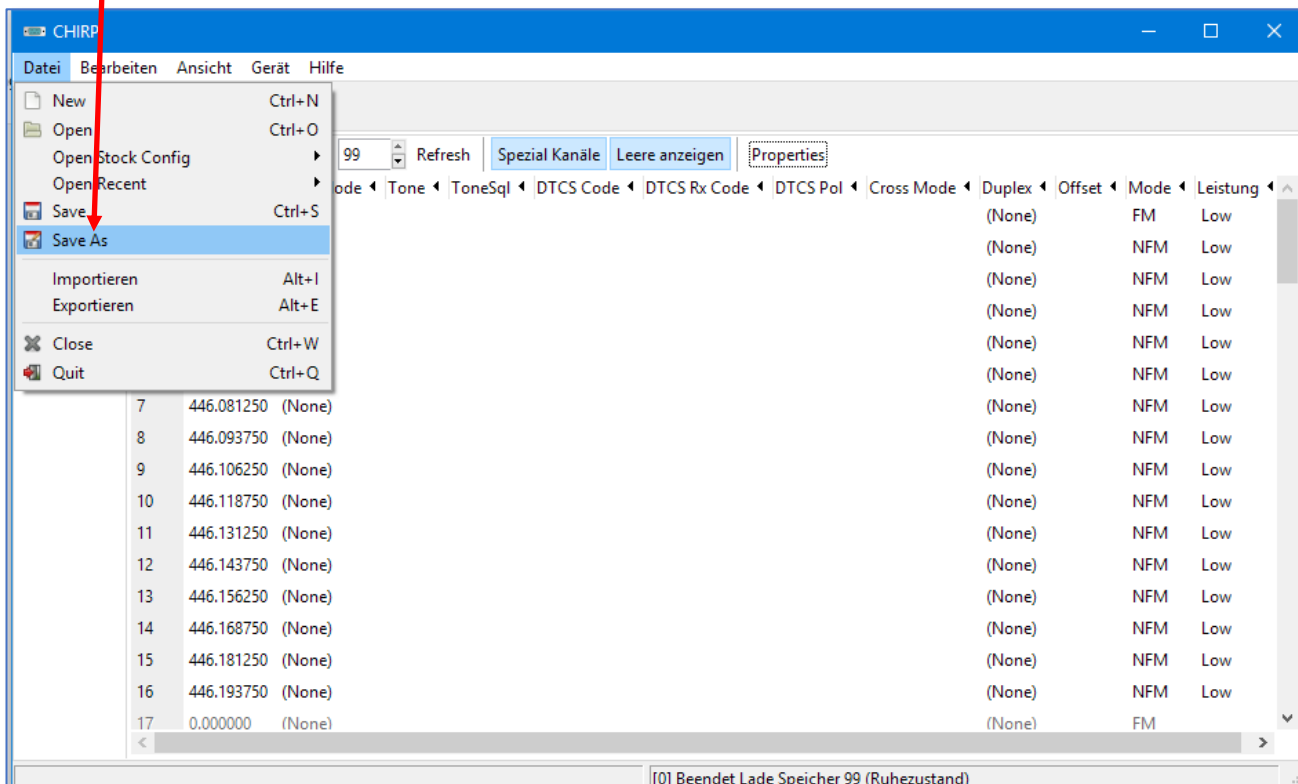 CHIRP
Datei Bearbeiten Ansicht Gerät Hilfe
New Ctrl+N
Open Ctrl+O
Open Stock Config
Open Recent
Save Ctrl+S
Save As
Importieren Alt+I
Exportieren Alt+E
Close Ctrl+W
Quit Ctrl+Q
99 Refresh Spezial Kanäle Leere anzeigen Properties
ode Tone ToneSql DTCS Code DTCS Rx Code DTCS Pol Cross Mode Duplex Offset Mode Leistung
(None) FM Low
(None) NFM Low
(None) NFM Low
(None) NFM Low
(None) NFM Low
(None) NFM Low
7 446.081250 (None) (None) NFM Low
8 446.093750 (None) (None) NFM Low
9 446.106250 (None) (None) NFM Low
10 446.118750 (None) (None) NFM Low
11 446.131250 (None) (None) NFM Low
12 446.143750 (None) (None) NFM Low
13 446.156250 (None) (None) NFM Low
14 446.168750 (None) (None) NFM Low
15 446.181250 (None) (None) NFM Low
16 446.193750 (None) (None) NFM Low
17 0.000000 (None) (None) FM
[0] Beendet Lade Speicher 99 (Ruhezustand)